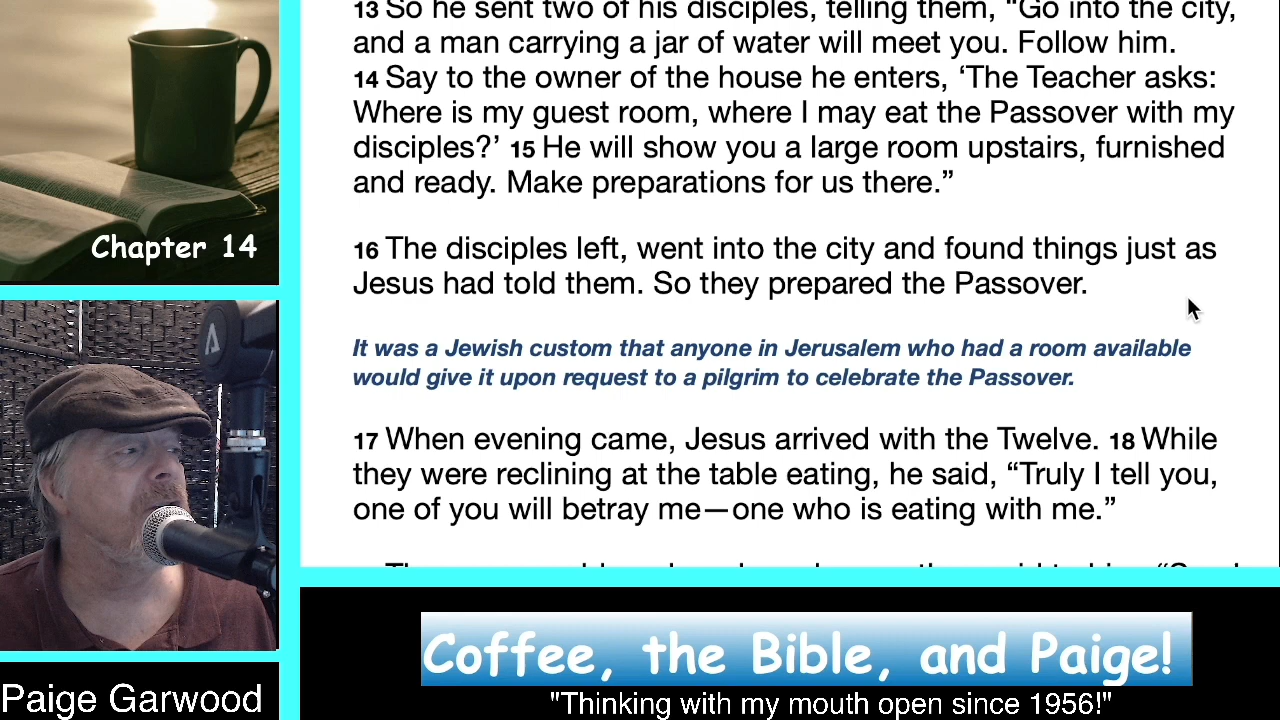 Chapter 14
13 So he sent two of his disciples, telling them, “Go into the city,
and a man carrying a jar of water will meet you. Follow him.
14 Say to the owner of the house he enters, ‘The Teacher asks:
Where is my guest room, where I may eat the Passover with my
disciples?’ 15 He will show you a large room upstairs, furnished
and ready. Make preparations for us there.”
16 The disciples left, went into the city and found things just as
Jesus had told them. So they prepared the Passover.
It was a Jewish custom that anyone in Jerusalem who had a room available
would give it upon request to a pilgrim to celebrate the Passover.
17 When evening came, Jesus arrived with the Twelve. 18 While
they were reclining at the table eating, he said, “Truly I tell you,
one of you will betray me—one who is eating with me.”
Paige Garwood
Coffee, the Bible, and Paige!
"Thinking with my mouth open since 1956!"